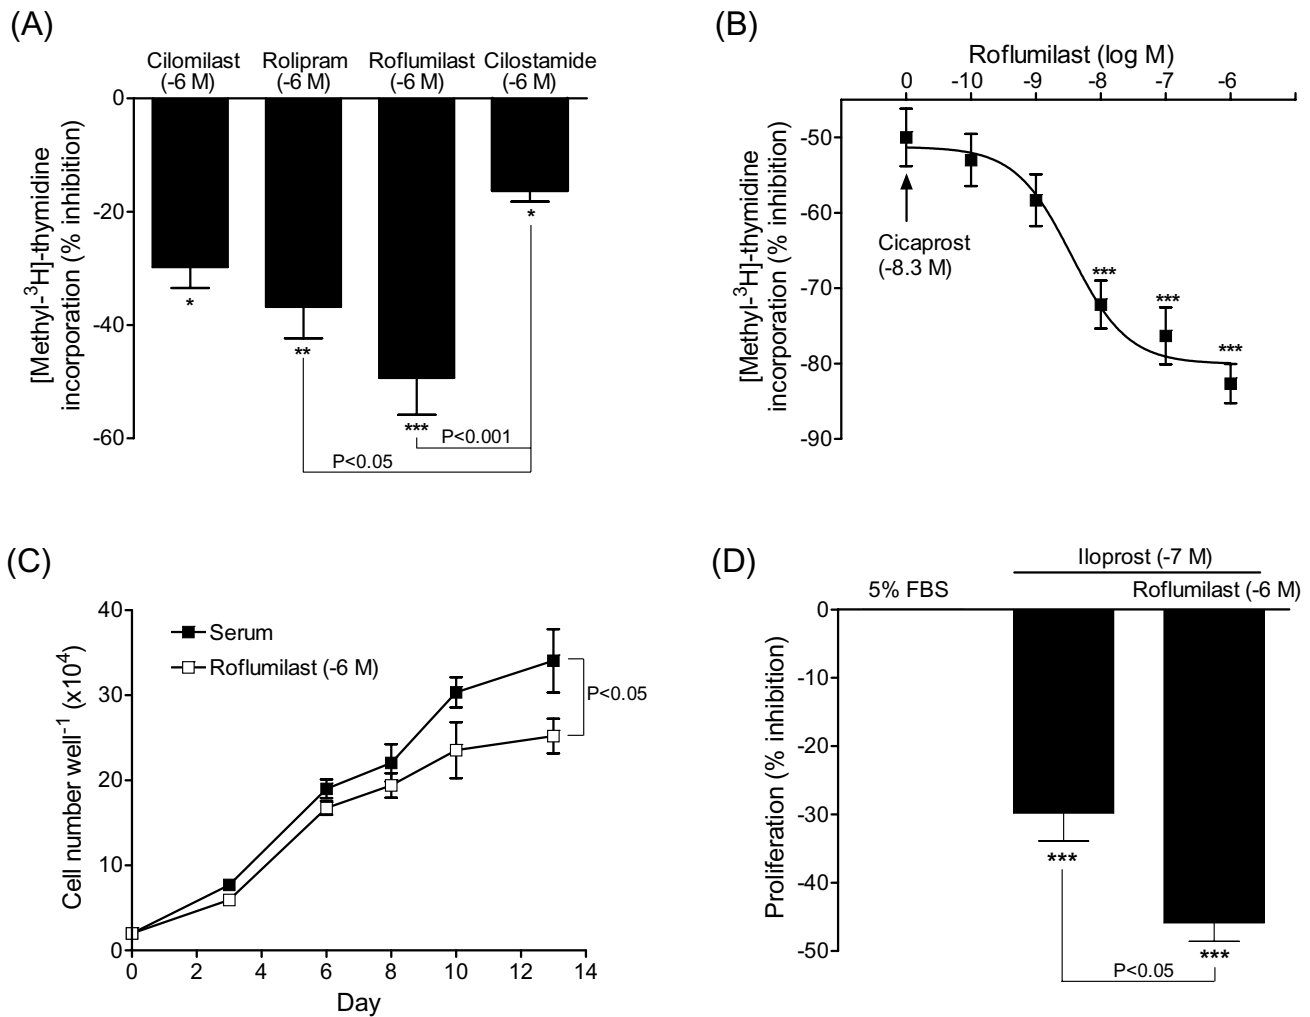 (A)
Cilomilast Rolipram Roflumilast Cilostamide
(-6 M) (-6 M) (-6 M) (-6 M)
[Methyl-³H]-thymidine
incorporation (% inhibition)
0
-20
-40
-60
*
**
***
*
P<0.001
P<0.05
(B)
Roflumilast (log M)
0 -10 -9 -8 -7 -6
[Methyl-³H]-thymidine
incorporation (% inhibition)
-50
-60
-70
-80
-90
Cicaprost
(-8.3 M)
***
***
***
(C)
Cell number well⁻¹ (x10⁴)
40
30
20
10
0
Serum
Roflumilast (-6 M)
P<0.05
0 2 4 6 8 10 12 14
Day
(D)
Iloprost (-7 M)
5% FBS Roflumilast (-6 M)
Proliferation (% inhibition)
0
-10
-20
-30
-40
-50
***
***
P<0.05